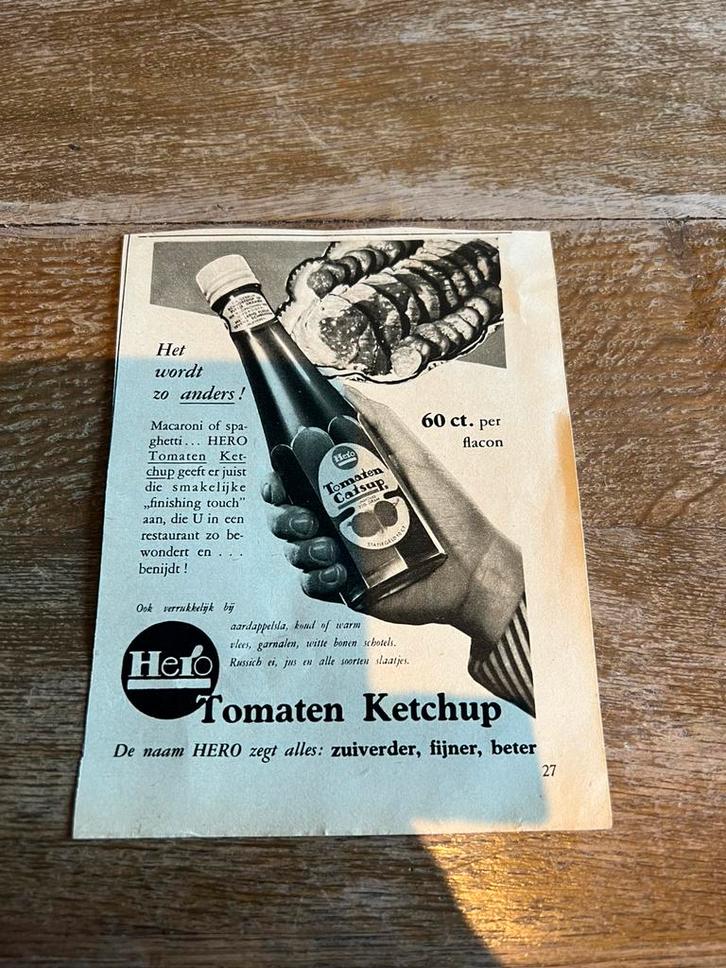 Het
wordt
zo anders!
Macaroni of spa-
ghetti... HERO
Tomaten Ket-
chup geeft er juist
die smakelijke
„finishing touch"
aan, die U in een
restaurant zo be-
wondert en . . .
benijdt!
60 ct. per
flacon
Hero
Tomaten
Catsup
Ook verrukkelijk bij
aardappelsla, koud of warm
vlees, garnalen, witte bonen schotels.
Russisch ei, jus en alle soorten slaatjes.
Hero
Tomaten Ketchup
De naam HERO zegt alles: zuiverder, fijner, beter
27